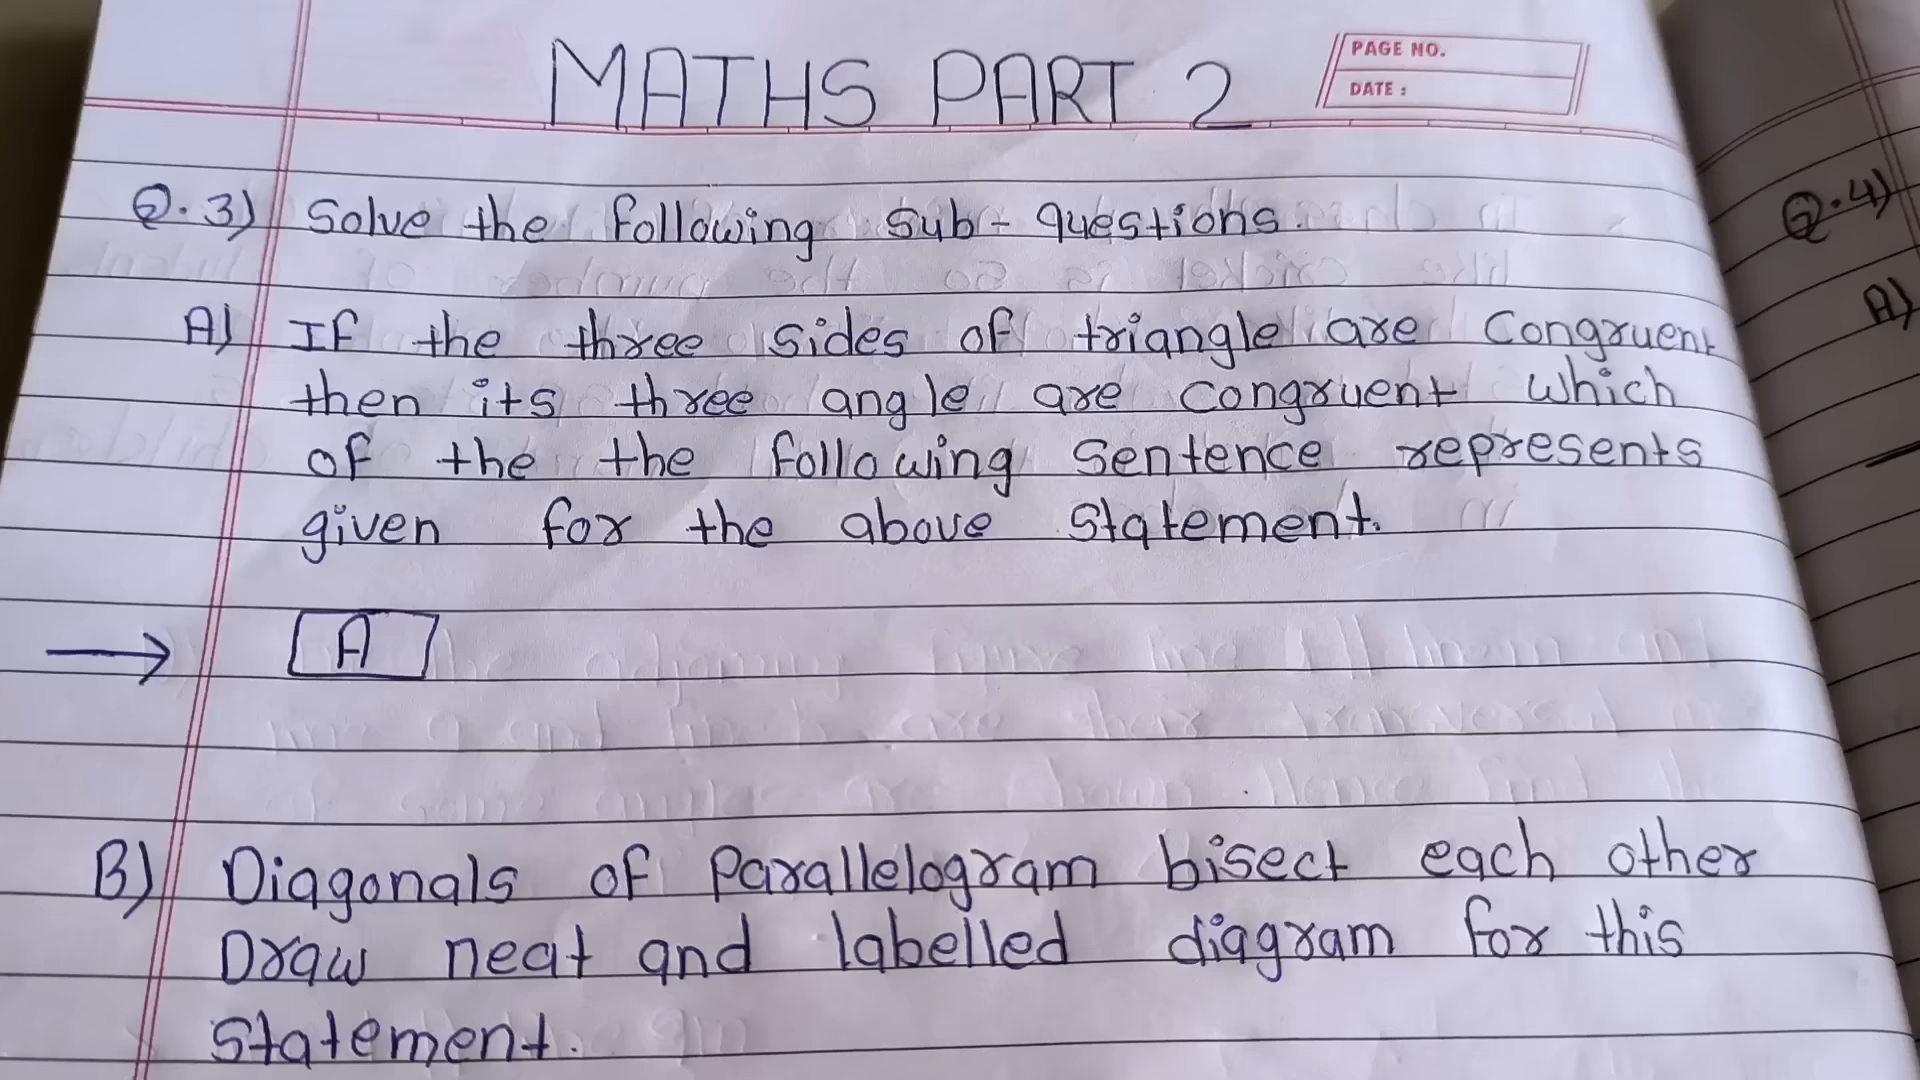 MATHS PART 2
PAGE NO.
DATE :
Q.3) Solve the following sub-questions.
A) If the three sides of triangle are congruent
then its three angle are congruent which
of the the following sentence represents
given for the above statement.
→ A
B) Diagonals of parallelogram bisect each other
Draw neat and labelled diagram for this
statement.
Q.4)
A)